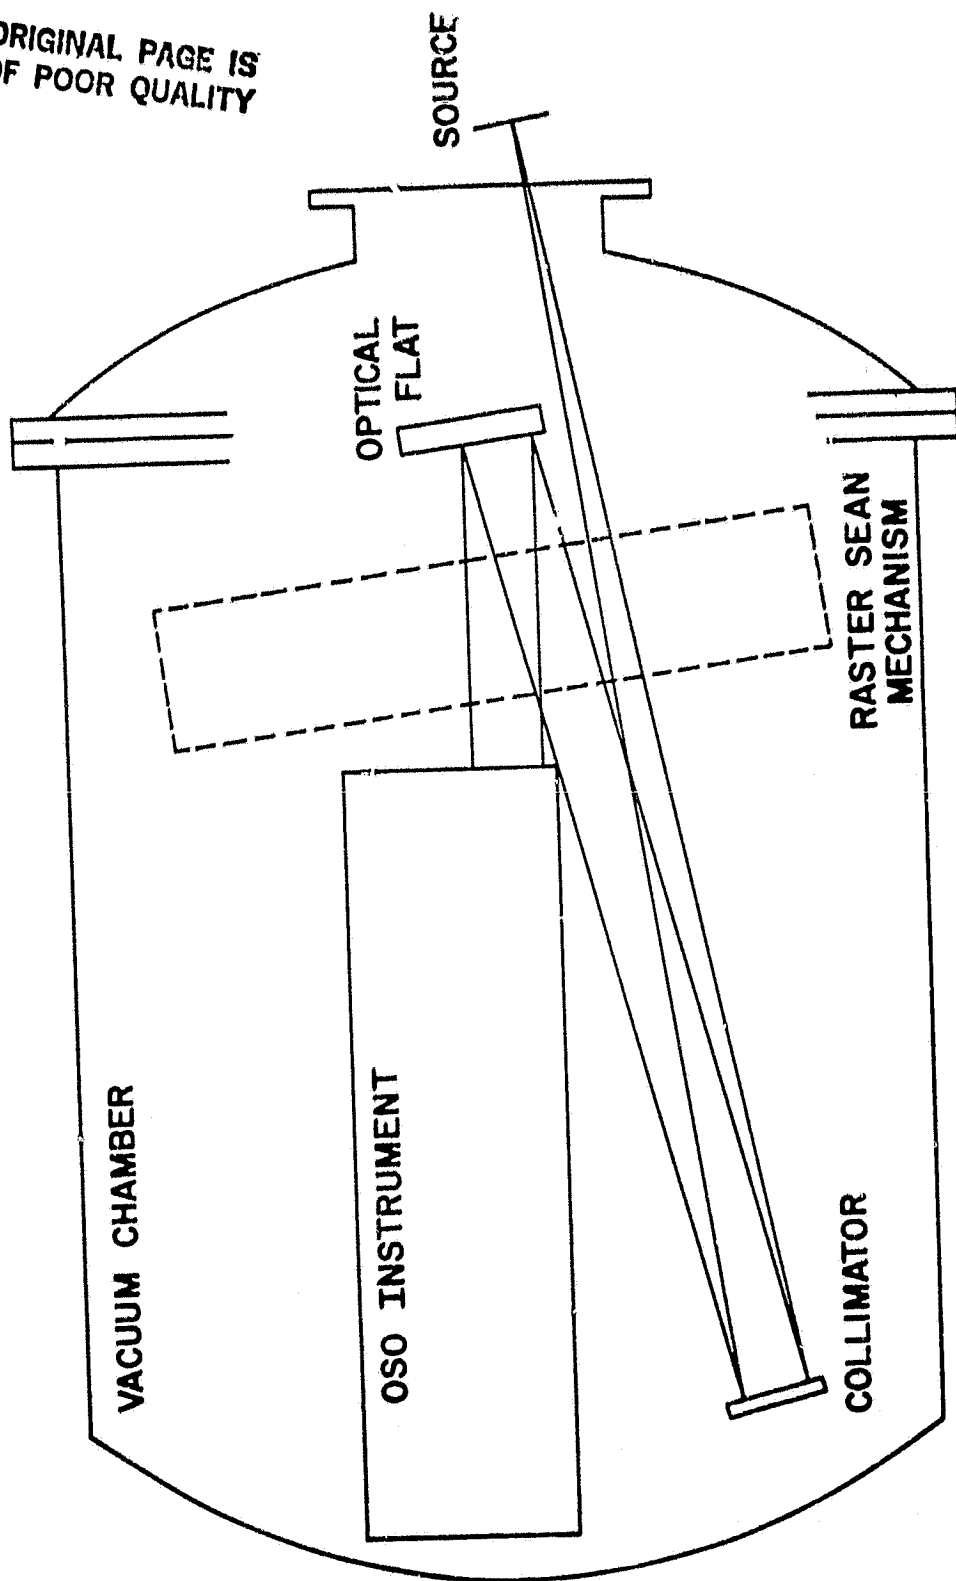 ORIGINAL PAGE IS
OF POOR QUALITY
SOURCE
OPTICAL
FLAT
RASTER SEAN
MECHANISM
VACUUM CHAMBER
OSO INSTRUMENT
COLLIMATOR